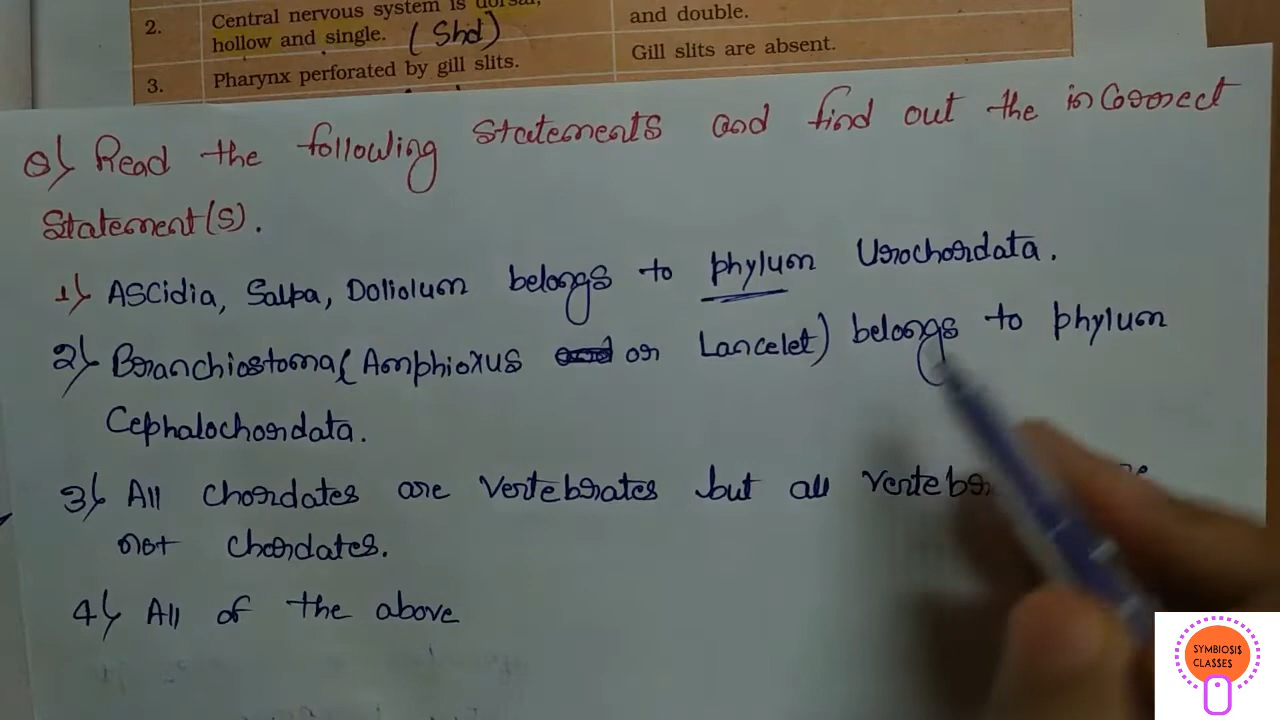 2.
Central nervous system is dorsal,
hollow and single. (Shd)
and double.
3.
Pharynx perforated by gill slits.
Gill slits are absent.
Q) Read the following statements and find out the incorrect
Statement(s).
1) Ascidia, Salpa, Doliolum belongs to phylum Urochordata.
2) Branchiostoma (Amphioxus or Lancelet) belongs to phylum
Cephalochordata.
3) All chordates are vertebrates but all
not chordates.
4) All of the above
SYMBIOSIS
CLASSES